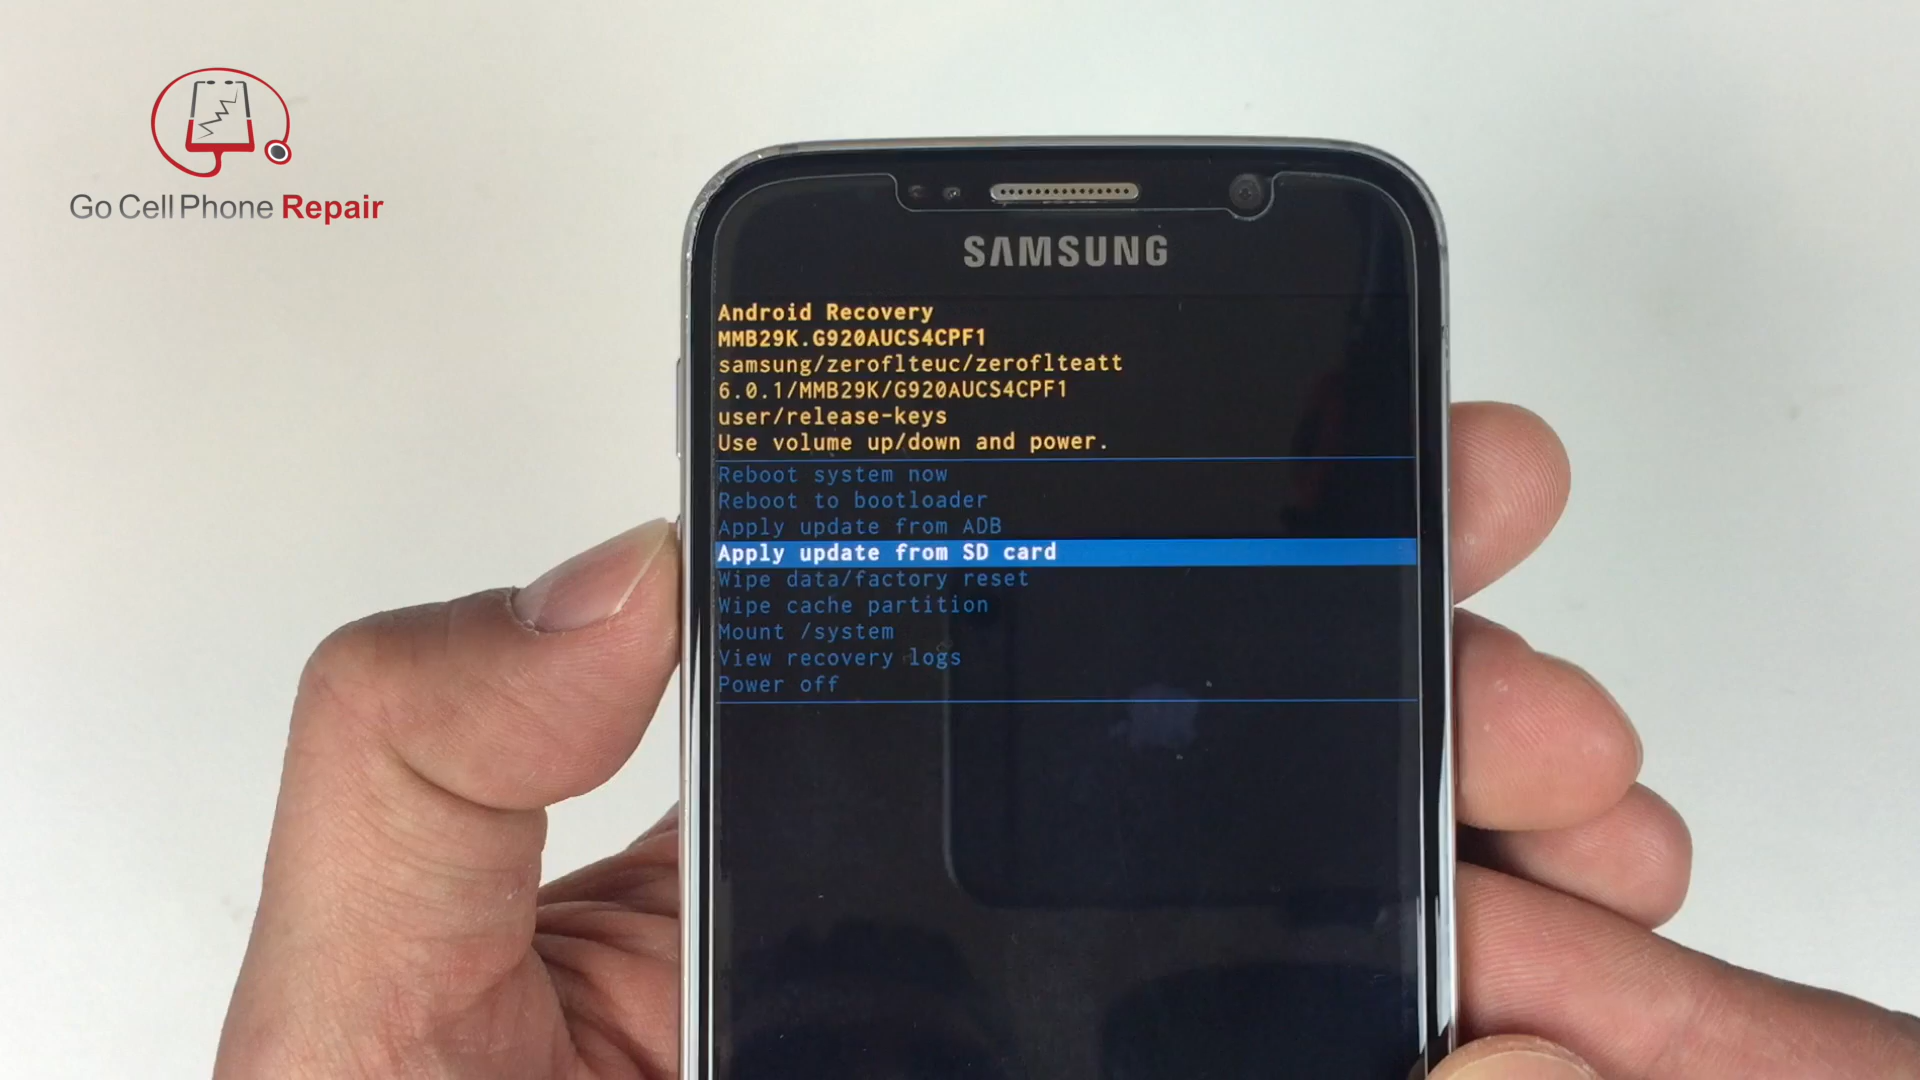 Go Cell Phone Repair
SAMSUNG
Android Recovery
MMB29K.G920AUCS4CPF1
samsung/zeroflteuc/zeroflteatt
6.0.1/MMB29K/G920AUCS4CPF1
user/release-keys
Use volume up/down and power.
Reboot system now
Reboot to bootloader
Apply update from ADB
Apply update from SD card
Wipe data/factory reset
Wipe cache partition
Mount /system
View recovery logs
Power off